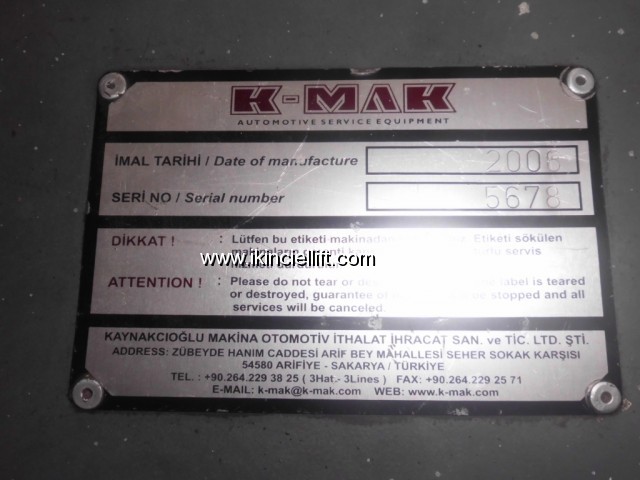 K-MAK
AUTOMOTIVE SERVICE EQUIPMENT
İMAL TARİHİ / Date of manufacture
SERİ NO / Serial number 5678
DİKKAT ! : Lütfen bu etiketi Etiketi sökülen
servis
www.ikinciellift.com
ATTENTION ! : Please do not tear or label is teared
or destroyed, guarantee stopped and all
services will be canceled.
KAYNAKCIOĞLU MAKİNA OTOMOTİV İTHALAT İHRACAT SAN. ve TİC. LTD. ŞTİ.
ADDRESS: ZÜBEYDE HANIM CADDESİ ARİF BEY MAHALLESİ SEHER SOKAK KARŞISI
54580 ARİFİYE - SAKARYA / TÜRKİYE
TEL. : +90.264.229 38 25 ( 3Hat.- 3Lines ) FAX: +90.264.229 25 71
E-MAIL: k-mak@k-mak.com WEB: www.k-mak.com